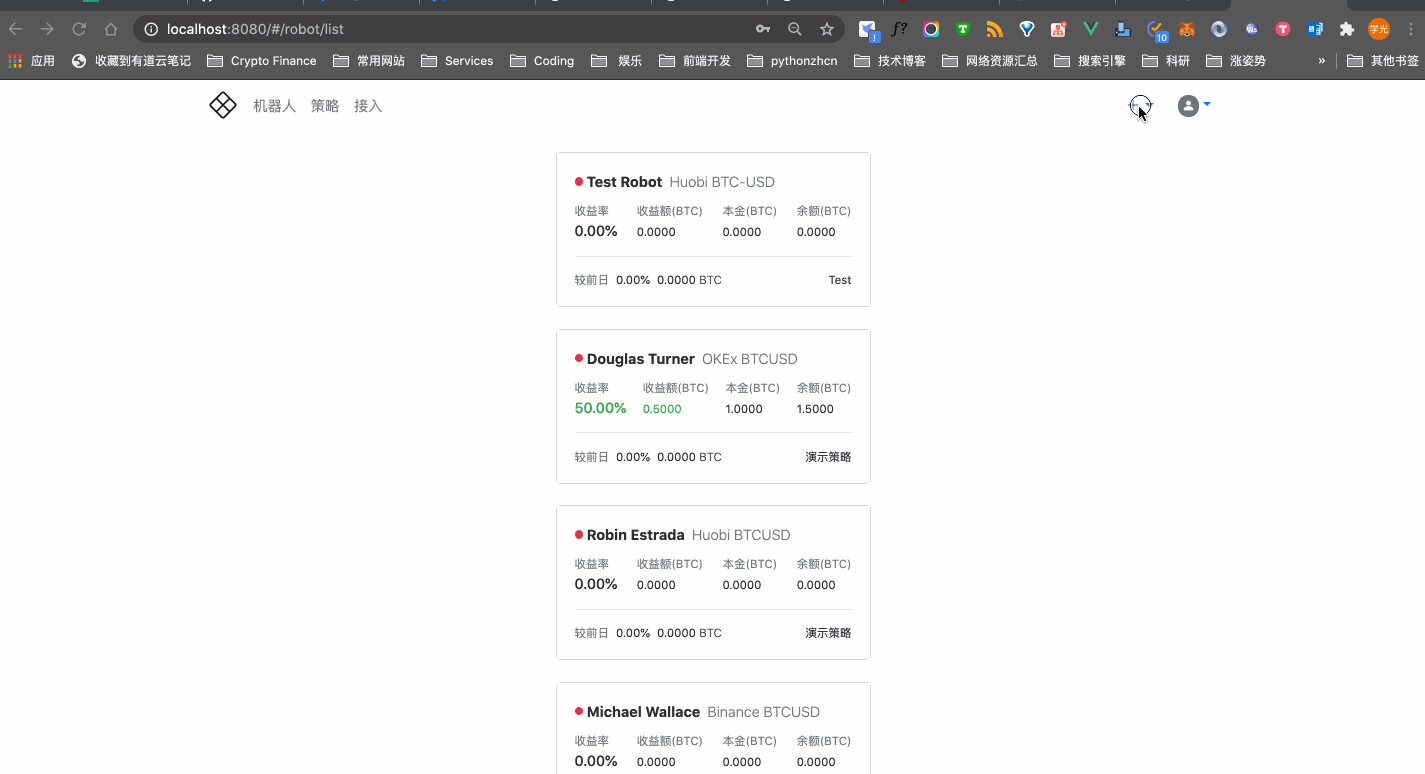 localhost:8080/#/robot/list
f?
10
学光
应用 收藏到有道云笔记 Crypto Finance 常用网站 Services Coding 娱乐 前端开发 pythonzhcn 技术博客 网络资源汇总 搜索引擎 科研 涨姿势 » 其他书签
机器人 策略 接入
Test Robot Huobi BTC-USD
收益率 收益额(BTC) 本金(BTC) 余额(BTC)
0.00% 0.0000 0.0000 0.0000
较前日 0.00% 0.0000 BTC Test
Douglas Turner OKEx BTCUSD
收益率 收益额(BTC) 本金(BTC) 余额(BTC)
50.00% 0.5000 1.0000 1.5000
较前日 0.00% 0.0000 BTC 演示策略
Robin Estrada Huobi BTCUSD
收益率 收益额(BTC) 本金(BTC) 余额(BTC)
0.00% 0.0000 0.0000 0.0000
较前日 0.00% 0.0000 BTC 演示策略
Michael Wallace Binance BTCUSD
收益率 收益额(BTC) 本金(BTC) 余额(BTC)
0.00% 0.0000 0.0000 0.0000